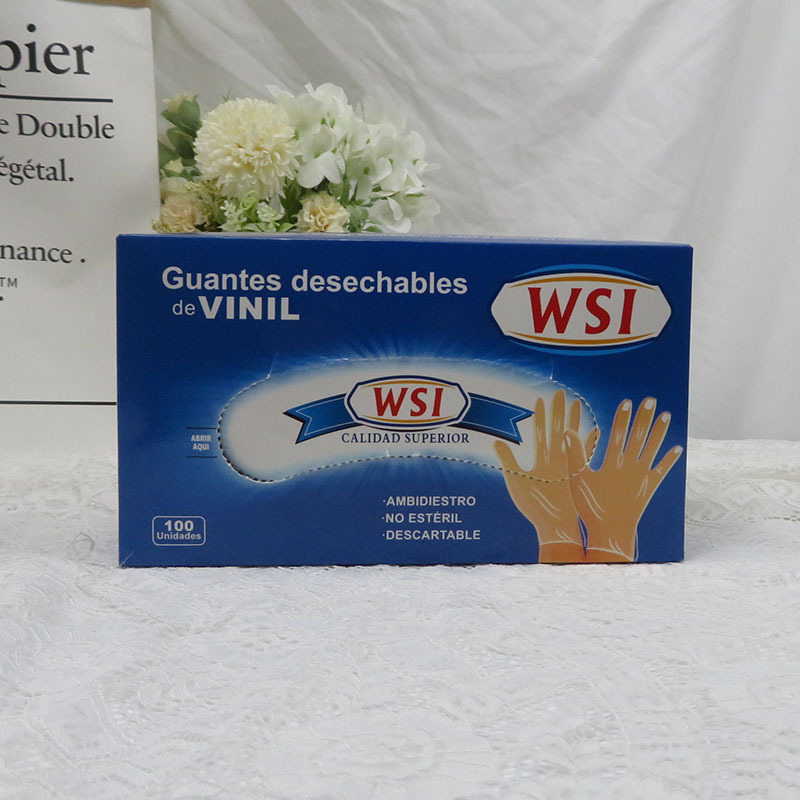 pier
e Double
égétal.
nance .
TM
Guantes desechables
de VINIL
WSI
WSI
CALIDAD SUPERIOR
ABRIR
AQUÍ
·AMBIDIESTRO
·NO ESTÉRIL
·DESCARTABLE
100
Unidades